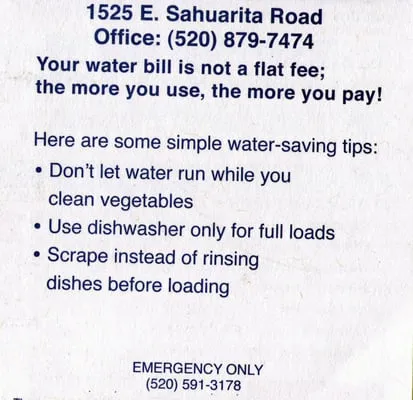 1525 E. Sahuarita Road
Office: (520) 879-7474
Your water bill is not a flat fee;
the more you use, the more you pay!
Here are some simple water-saving tips:
• Don't let water run while you
clean vegetables
• Use dishwasher only for full loads
• Scrape instead of rinsing
dishes before loading
EMERGENCY ONLY
(520) 591-3178